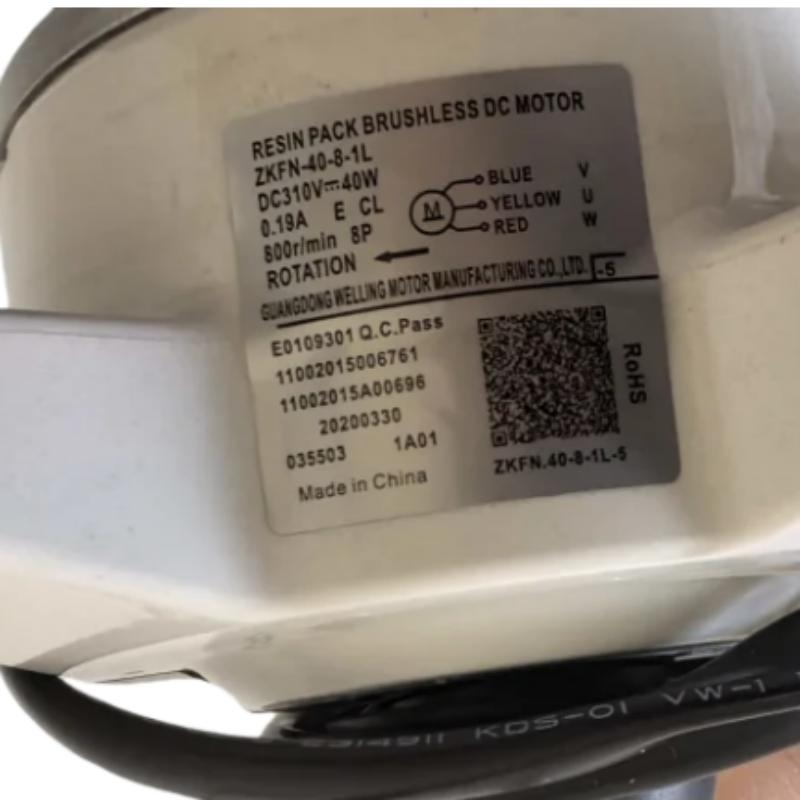 RESIN PACK BRUSHLESS DC MOTOR
ZKFN-40-8-1L
DC310V⎓40W
0.19A E CL
800r/min 8P
ROTATION
M
BLUE V
YELLOW U
RED W
GUANGDONG WELLING MOTOR MANUFACTURING CO.,LTD. -5
E0109301 Q.C.Pass
11002015006761
11002015A00696
20200330
035503 1A01
Made in China
RoHS
ZKFN.40-8-1L-5
KDS-01 VW-1